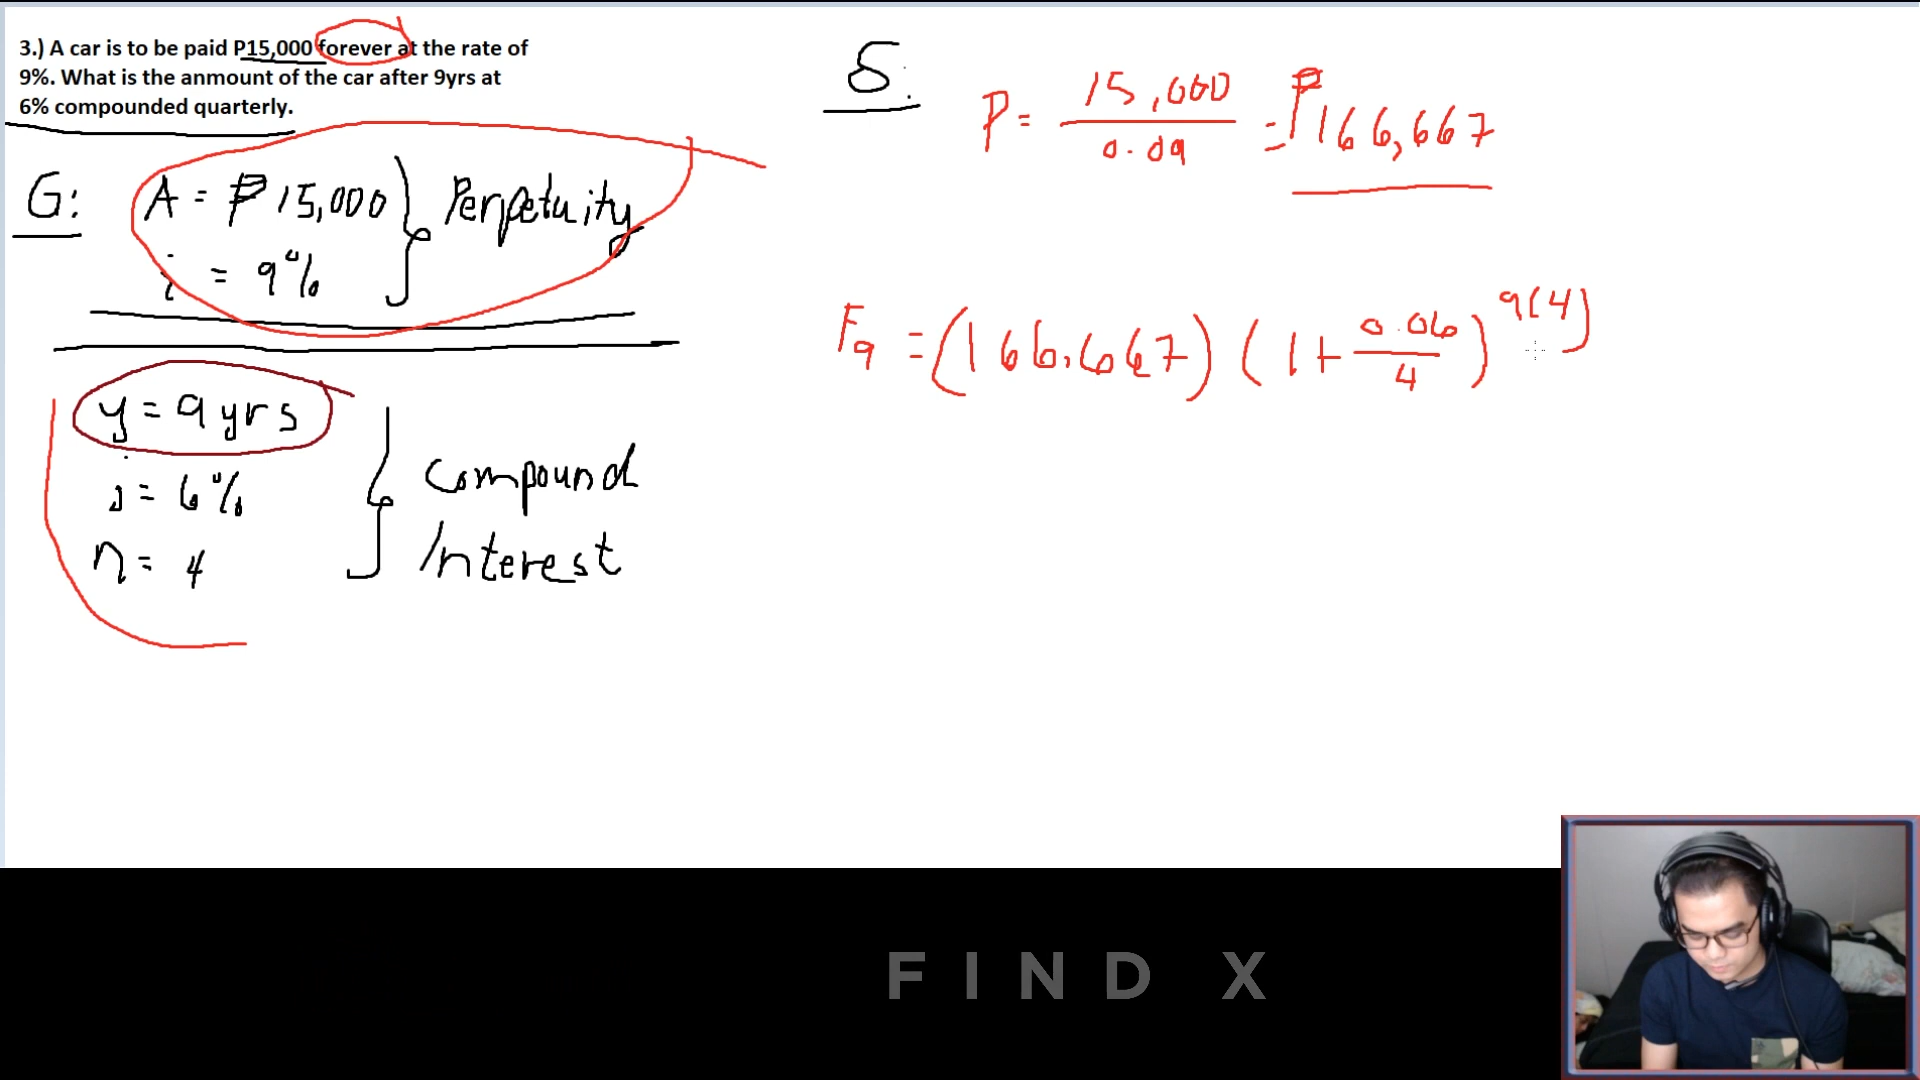 3.) A car is to be paid P15,000 forever at the rate of
9%. What is the anmount of the car after 9yrs at
6% compounded quarterly.
G:
A = ₱ 15,000 } Perpetuity
i = 9%
y = 9 yrs
i = 6%
n = 4
} Compound
Interest
S:
P = 15,000 / 0.09 = ₱166,667
F9 = (166,667) (1 + 0.06 / 4)^9(4)
FIND X